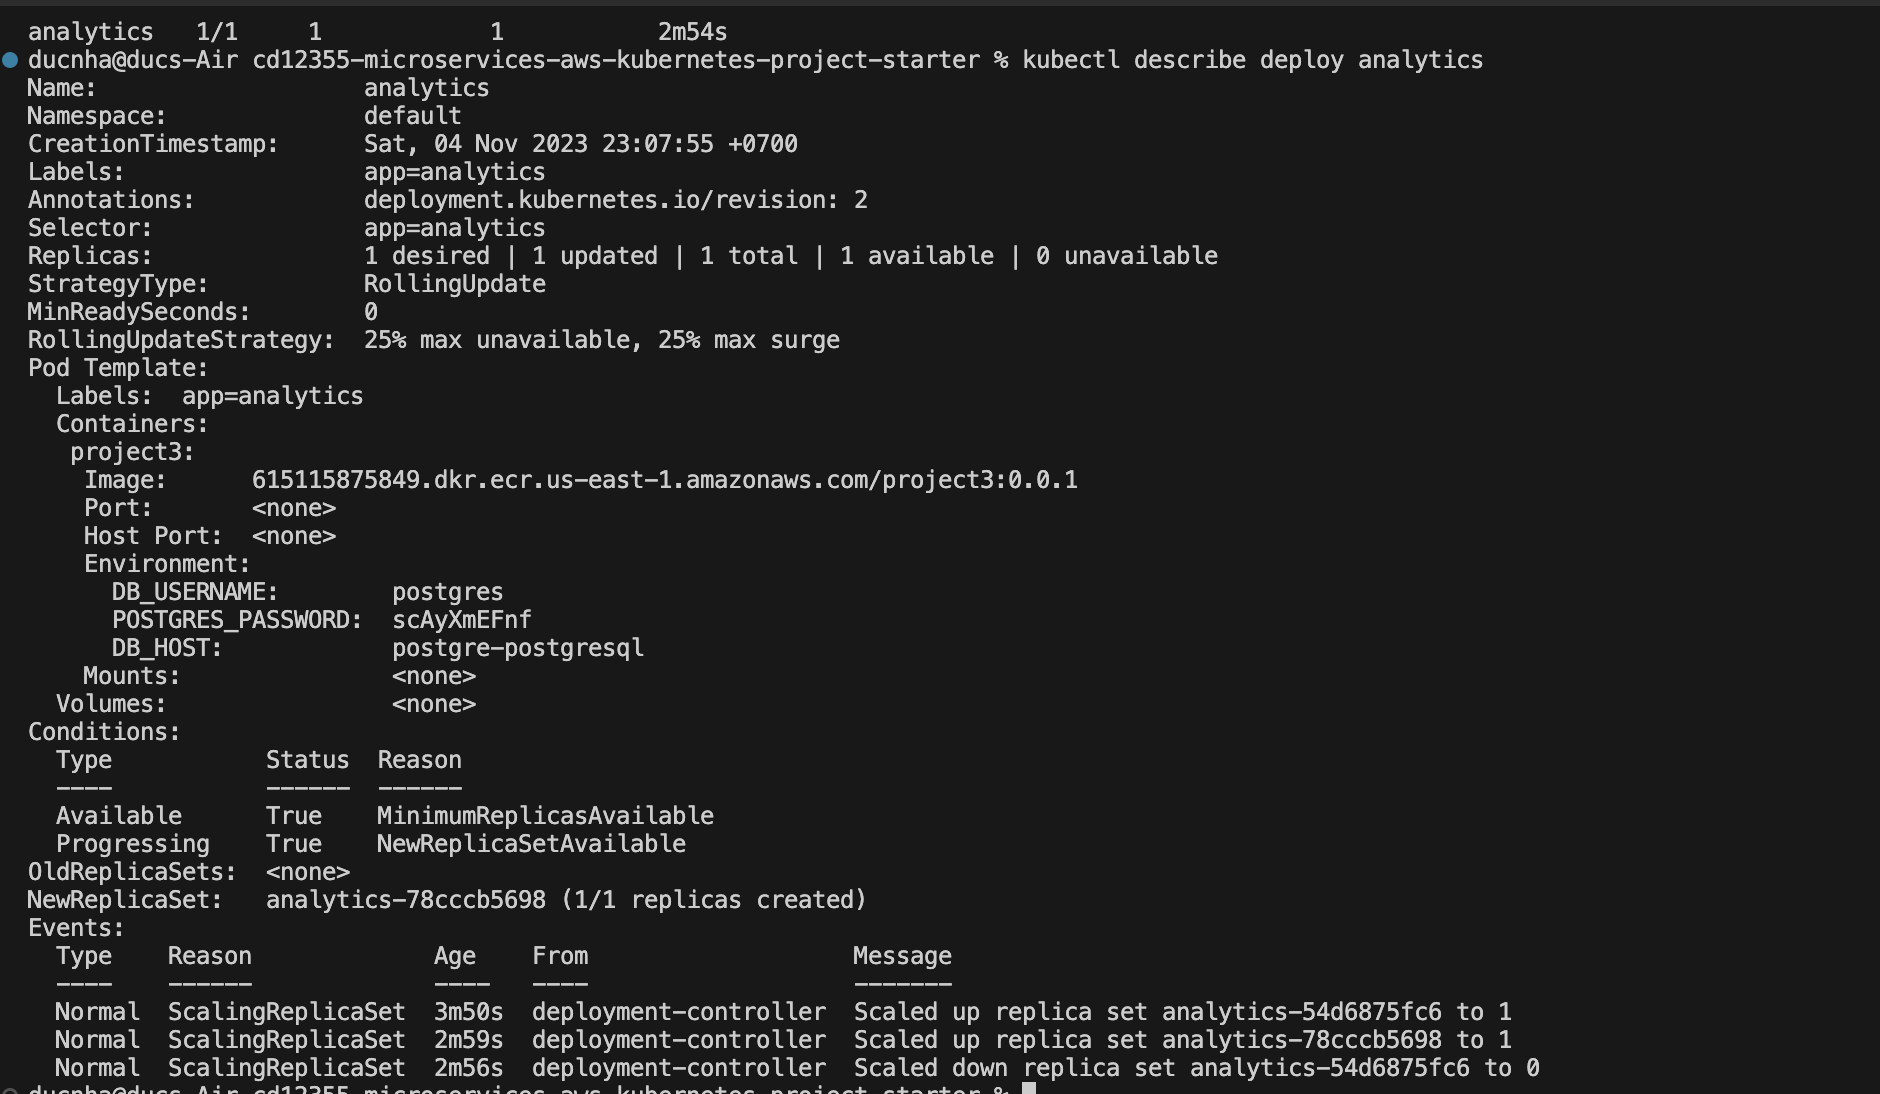 analytics   1/1     1            1           2m54s
ducnha@ducs-Air cd12355-microservices-aws-kubernetes-project-starter % kubectl describe deploy analytics
Name:                   analytics
Namespace:              default
CreationTimestamp:      Sat, 04 Nov 2023 23:07:55 +0700
Labels:                 app=analytics
Annotations:            deployment.kubernetes.io/revision: 2
Selector:               app=analytics
Replicas:               1 desired | 1 updated | 1 total | 1 available | 0 unavailable
StrategyType:           RollingUpdate
MinReadySeconds:        0
RollingUpdateStrategy:  25% max unavailable, 25% max surge
Pod Template:
  Labels:  app=analytics
  Containers:
   project3:
    Image:      615115875849.dkr.ecr.us-east-1.amazonaws.com/project3:0.0.1
    Port:       <none>
    Host Port:  <none>
    Environment:
      DB_USERNAME:        postgres
      POSTGRES_PASSWORD:  scAyXmEFnf
      DB_HOST:            postgre-postgresql
    Mounts:               <none>
  Volumes:                <none>
Conditions:
  Type           Status  Reason
  ----           ------  ------
  Available      True    MinimumReplicasAvailable
  Progressing    True    NewReplicaSetAvailable
OldReplicaSets:  <none>
NewReplicaSet:   analytics-78cccb5698 (1/1 replicas created)
Events:
  Type    Reason             Age    From                   Message
  ----    ------             ----   ----                   -------
  Normal  ScalingReplicaSet  3m50s  deployment-controller  Scaled up replica set analytics-54d6875fc6 to 1
  Normal  ScalingReplicaSet  2m59s  deployment-controller  Scaled up replica set analytics-78cccb5698 to 1
  Normal  ScalingReplicaSet  2m56s  deployment-controller  Scaled down replica set analytics-54d6875fc6 to 0
ducnha@ducs-Air cd12355-microservices-aws-kubernetes-project-starter %